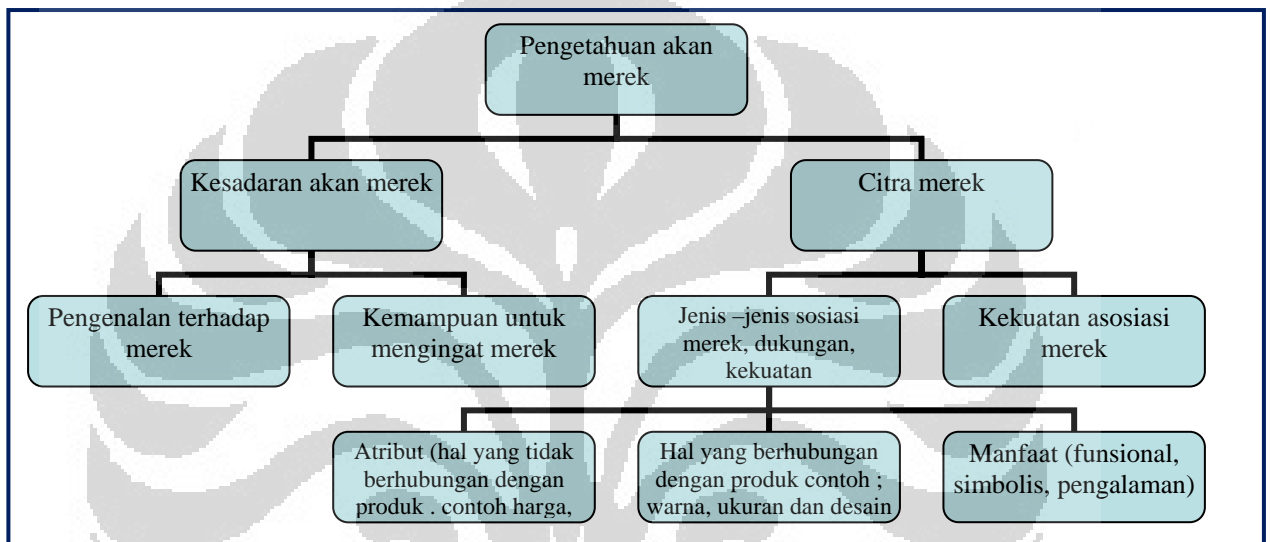 Pengetahuan akan
merek
Kesadaran akan merek
Citra merek
Pengenalan terhadap
merek
Kemampuan untuk
mengingat merek
Jenis –jenis sosiasi
merek, dukungan,
kekuatan
Kekuatan asosiasi
merek
Atribut (hal yang tidak
berhubungan dengan
produk . contoh harga,
Hal yang berhubungan
dengan produk contoh ;
warna, ukuran dan desain
Manfaat (funsional,
simbolis, pengalaman)